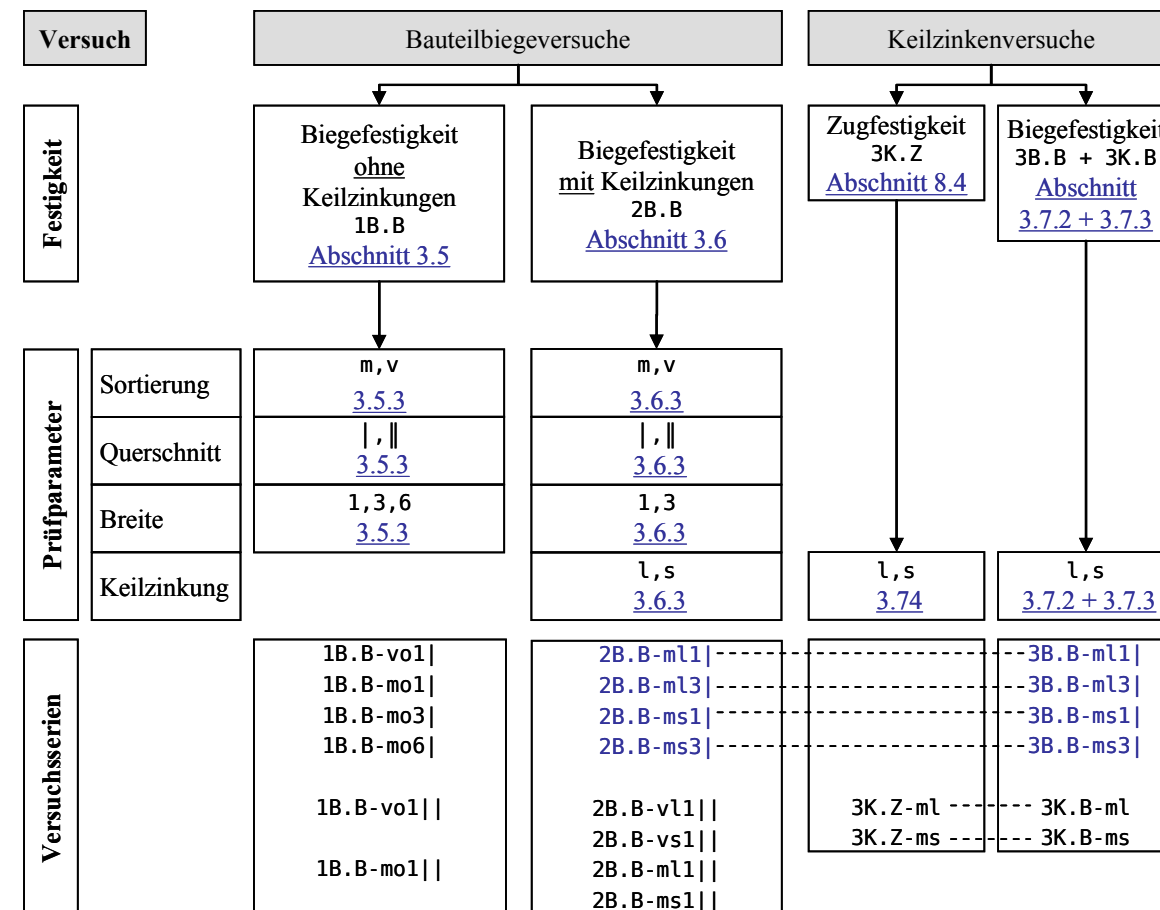 Versuch
Bauteilbiegeversuche
Keilzinkenversuche
Festigkeit
Biegefestigkeit
ohne
Keilzinkungen
1B.B
Abschnitt 3.5
Biegefestigkeit
mit Keilzinkungen
2B.B
Abschnitt 3.6
Zugfestigkeit
3K.Z
Abschnitt 8.4
Biegefestigkeit
3B.B + 3K.B
Abschnitt
3.7.2 + 3.7.3
Prüfparameter
Sortierung
m,v
3.5.3
m,v
3.6.3
Querschnitt
|,||
3.5.3
|,||
3.6.3
Breite
1,3,6
3.5.3
1,3
3.6.3
Keilzinkung
l,s
3.6.3
l,s
3.74
l,s
3.7.2 + 3.7.3
Versuchsserien
1B.B-vo1|
1B.B-mo1|
1B.B-mo3|
1B.B-mo6|
1B.B-vo1||
1B.B-mo1||
2B.B-ml1|
2B.B-ml3|
2B.B-ms1|
2B.B-ms3|
2B.B-vl1||
2B.B-vs1||
2B.B-ml1||
2B.B-ms1||
3K.Z-ml
3K.Z-ms
3B.B-ml1|
3B.B-ml3|
3B.B-ms1|
3B.B-ms3|
3K.B-ml
3K.B-ms